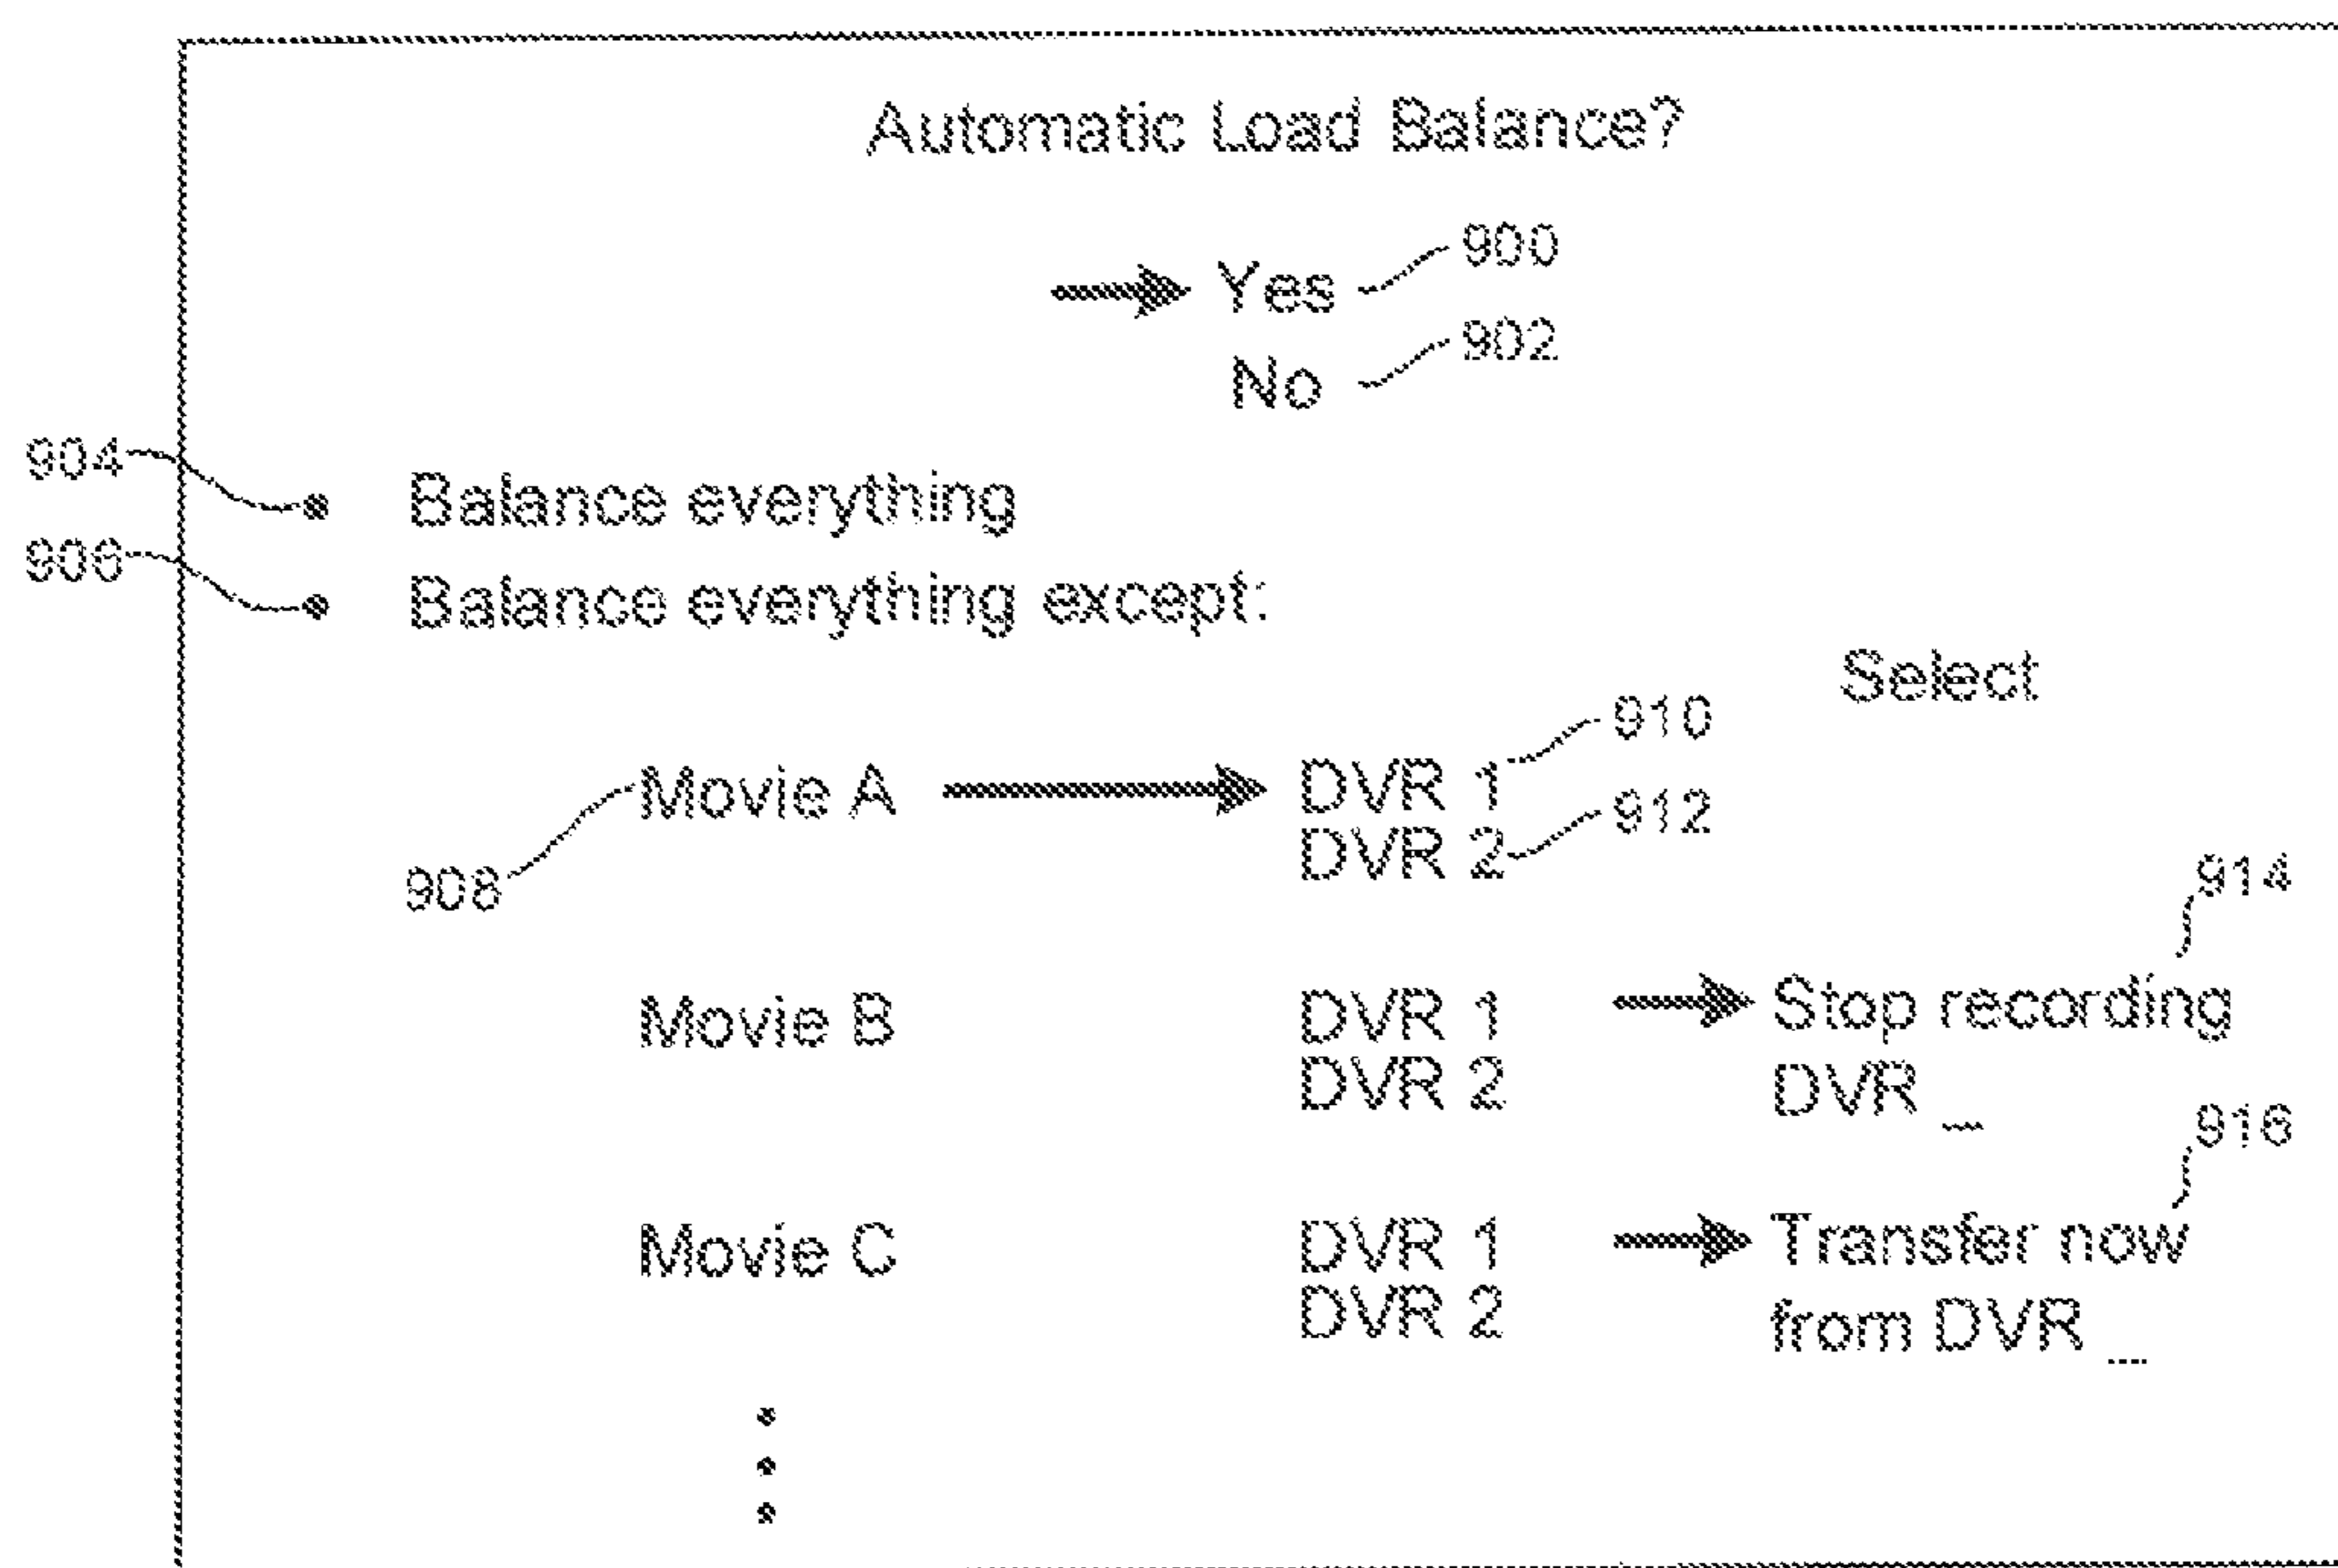 Automatic Load Balance?
Yes 900
No 902
904 • Balance everything
906 • Balance everything except:
Select
Movie A DVR 1 910
DVR 2 912
908
914
Movie B DVR 1 Stop recording
DVR 2 DVR _
916
Movie C DVR 1 Transfer now
DVR 2 from DVR _